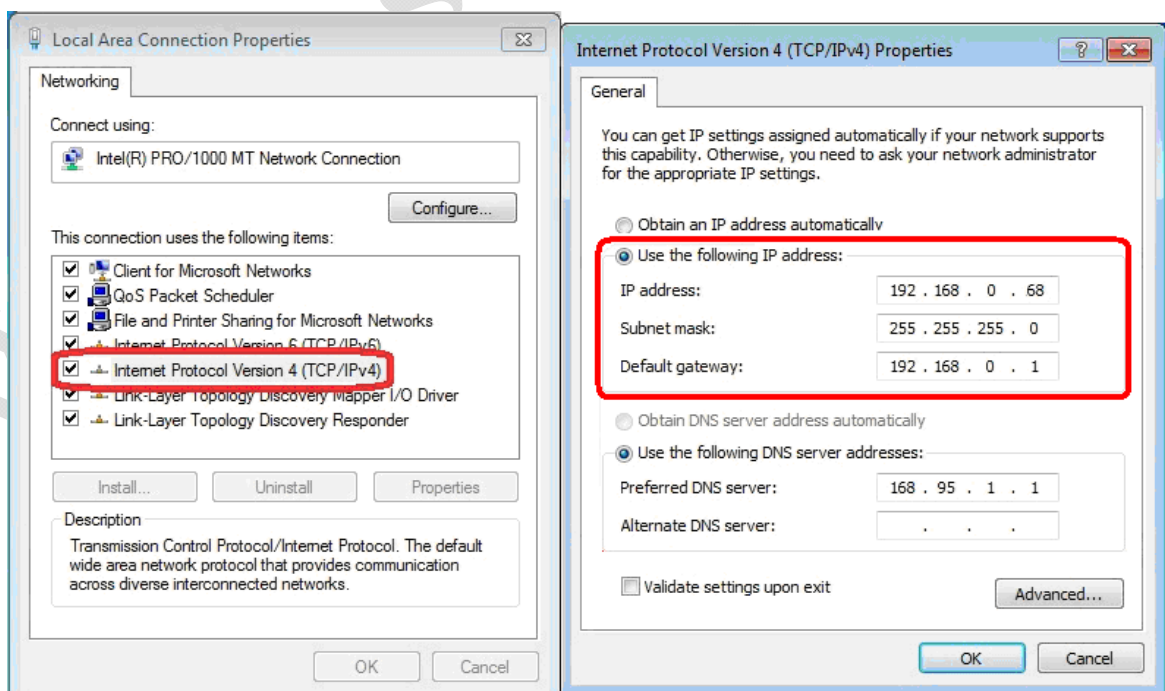 Local Area Connection Properties
Networking
Connect using:
Intel(R) PRO/1000 MT Network Connection
Configure...
This connection uses the following items:
Client for Microsoft Networks
QoS Packet Scheduler
File and Printer Sharing for Microsoft Networks
Internet Protocol Version 6 (TCP/IPv6)
Internet Protocol Version 4 (TCP/IPv4)
Link-Layer Topology Discovery Mapper I/O Driver
Link-Layer Topology Discovery Responder
Install... Uninstall Properties
Description
Transmission Control Protocol/Internet Protocol. The default
wide area network protocol that provides communication
across diverse interconnected networks.
OK Cancel
Internet Protocol Version 4 (TCP/IPv4) Properties
General
You can get IP settings assigned automatically if your network supports
this capability. Otherwise, you need to ask your network administrator
for the appropriate IP settings.
Obtain an IP address automatically
Use the following IP address:
IP address: 192 . 168 . 0 . 68
Subnet mask: 255 . 255 . 255 . 0
Default gateway: 192 . 168 . 0 . 1
Obtain DNS server address automatically
Use the following DNS server addresses:
Preferred DNS server: 168 . 95 . 1 . 1
Alternate DNS server: . . .
Validate settings upon exit
Advanced...
OK Cancel